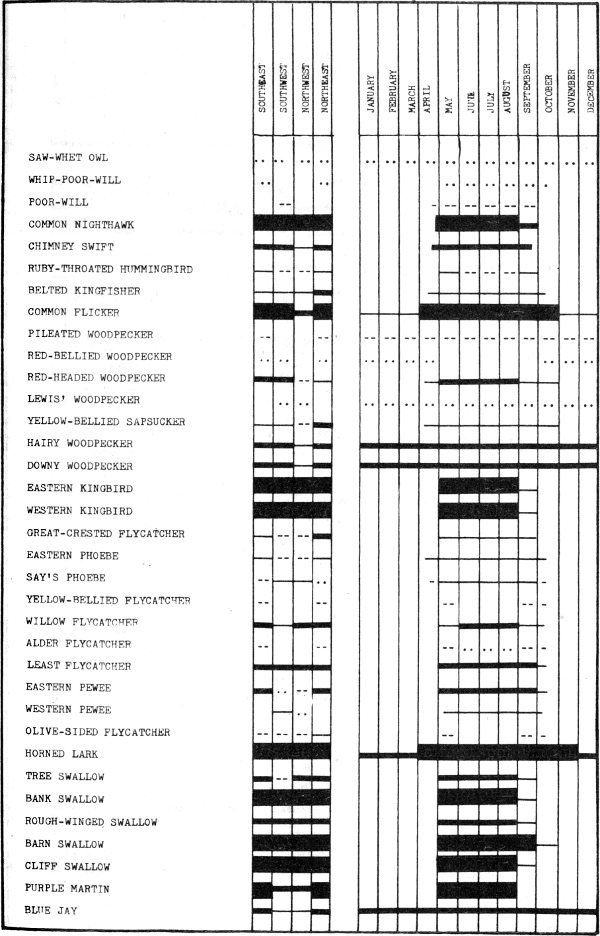 SOUTHEAST
SOUTHWEST
NORTHWEST
NORTHEAST
JANUARY
FEBRUARY
MARCH
APRIL
MAY
JUNE
JULY
AUGUST
SEPTEMBER
OCTOBER
NOVEMBER
DECEMBER
SAW-WHET OWL
WHIP-POOR-WILL
POOR-WILL
COMMON NIGHTHAWK
CHIMNEY SWIFT
RUBY-THROATED HUMMINGBIRD
BELTED KINGFISHER
COMMON FLICKER
PILEATED WOODPECKER
RED-BELLIED WOODPECKER
RED-HEADED WOODPECKER
LEWIS' WOODPECKER
YELLOW-BELLIED SAPSUCKER
HAIRY WOODPECKER
DOWNY WOODPECKER
EASTERN KINGBIRD
WESTERN KINGBIRD
GREAT-CRESTED FLYCATCHER
EASTERN PHOEBE
SAY'S PHOEBE
YELLOW-BELLIED FLYCATCHER
WILLOW FLYCATCHER
ALDER FLYCATCHER
LEAST FLYCATCHER
EASTERN PEWEE
WESTERN PEWEE
OLIVE-SIDED FLYCATCHER
HORNED LARK
TREE SWALLOW
BANK SWALLOW
ROUGH-WINGED SWALLOW
BARN SWALLOW
CLIFF SWALLOW
PURPLE MARTIN
BLUE JAY